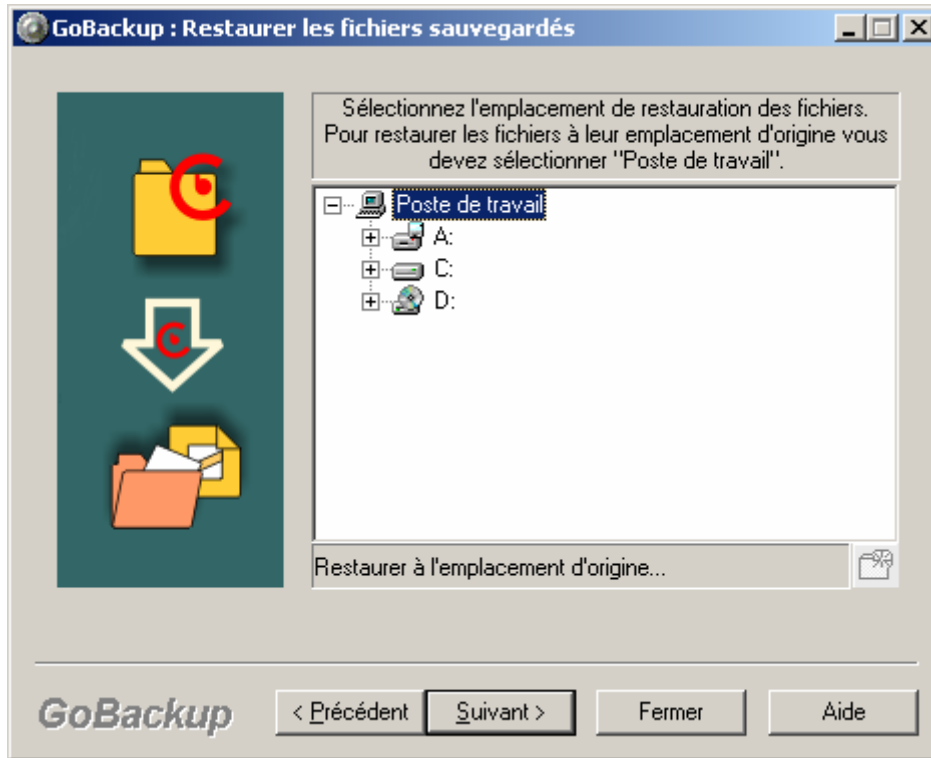 GoBackup : Restaurer les fichiers sauvegardés
Sélectionnez l'emplacement de restauration des fichiers.
Pour restaurer les fichiers à leur emplacement d'origine vous
devez sélectionner "Poste de travail".
Poste de travail
A:
C:
D:
Restaurer à l'emplacement d'origine...
GoBackup
< Précédent
Suivant >
Fermer
Aide